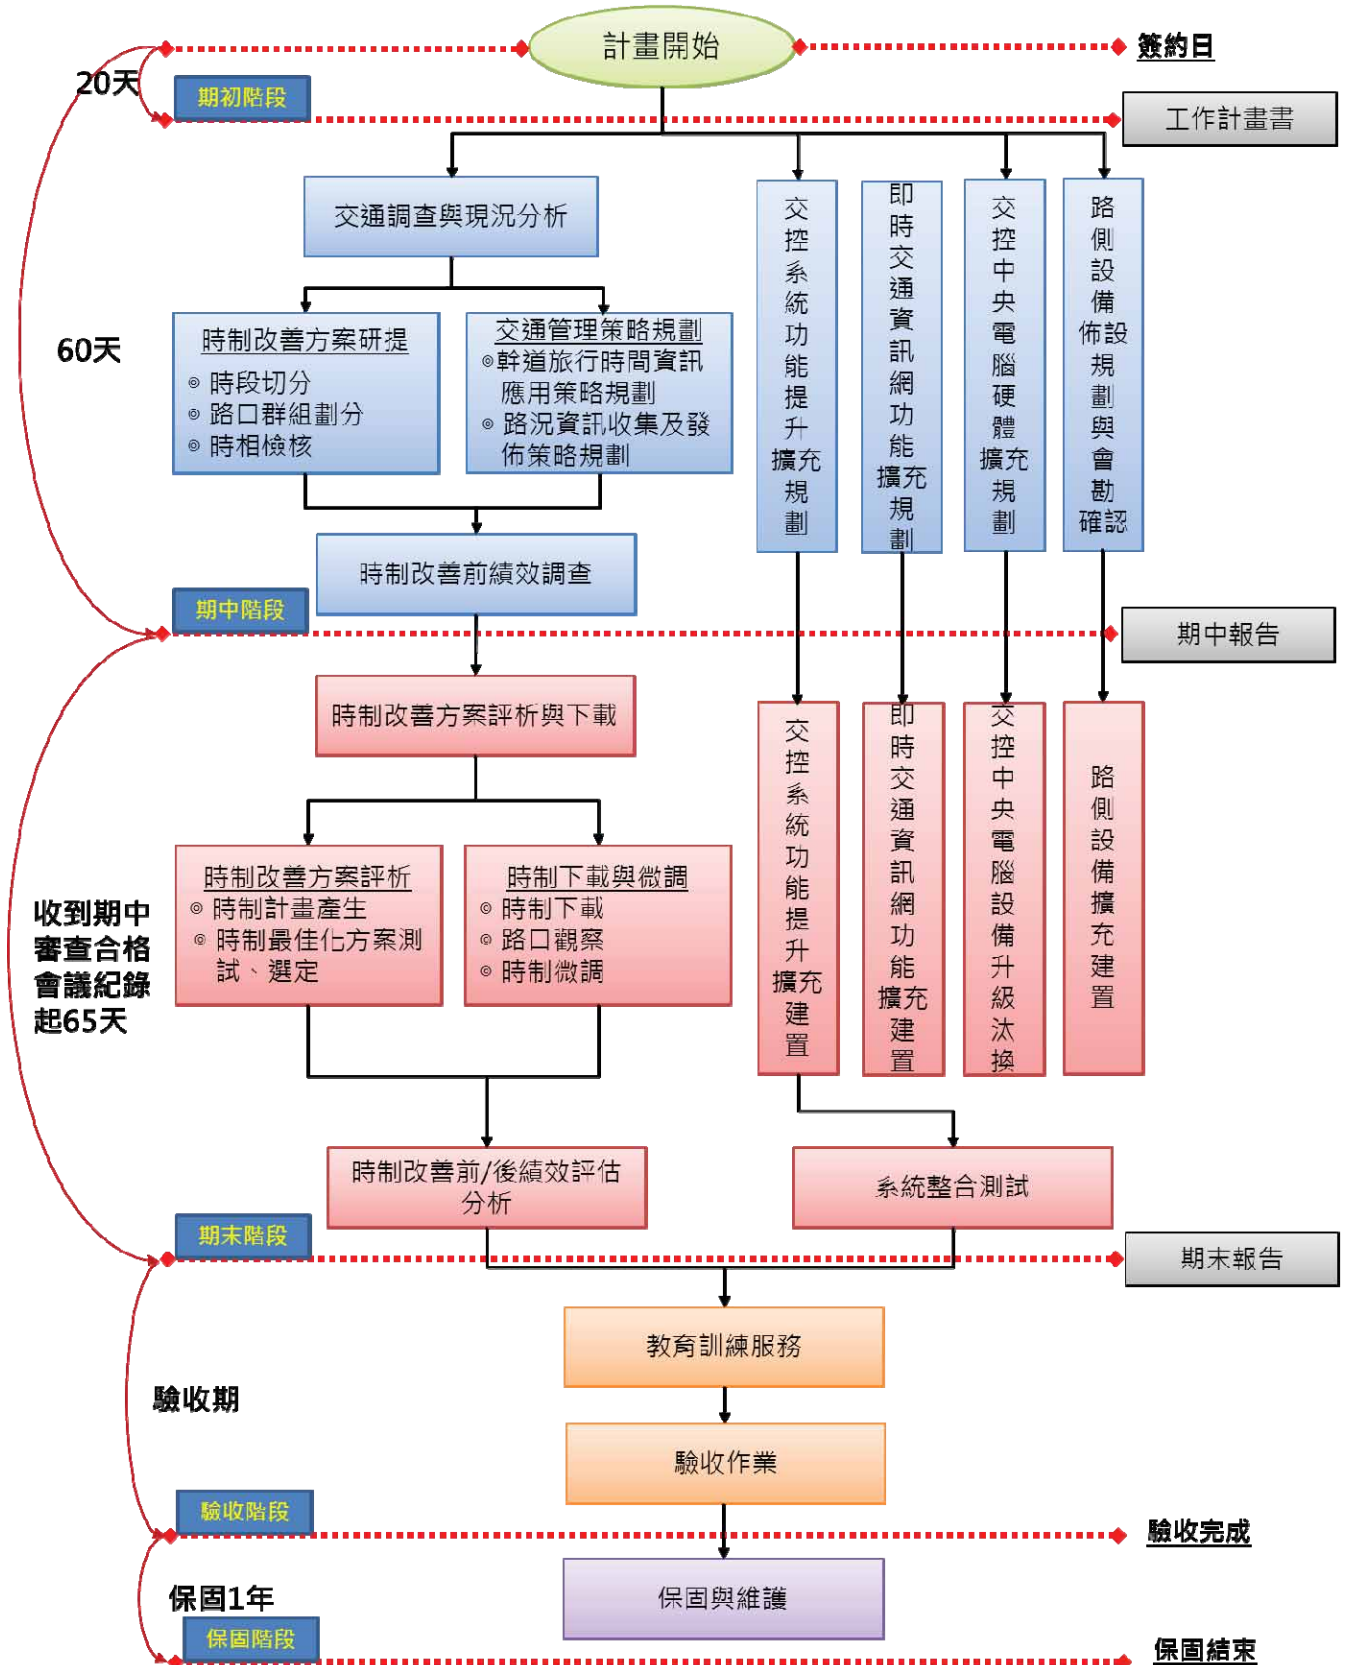 計畫開始
簽約日
20天
期初階段
工作計畫書
交通調查與現況分析
60天
時制改善方案研提
◎ 時段切分
◎ 路口群組劃分
◎ 時相檢核
交通管理策略規劃
◎幹道旅行時間資訊
應用策略規劃
◎ 路況資訊收集及發
佈策略規劃
交控系統功能提升擴充規劃
即時交通資訊網功能擴充規劃
交控中央電腦硬體擴充規劃
路側設備佈設規劃與會勘確認
時制改善前績效調查
期中階段
期中報告
時制改善方案評析與下載
時制改善方案評析
◎ 時制計畫產生
◎ 時制最佳化方案測
試、選定
時制下載與微調
◎ 時制下載
◎ 路口觀察
◎ 時制微調
收到期中
審查合格
會議紀錄
起65天
交控系統功能提升擴充建置
即時交通資訊網功能擴充建置
交控中央電腦設備升級汰換
路側設備擴充建置
時制改善前/後績效評估
分析
系統整合測試
期末階段
期末報告
教育訓練服務
驗收期
驗收作業
驗收階段
驗收完成
保固與維護
保固1年
保固階段
保固結束